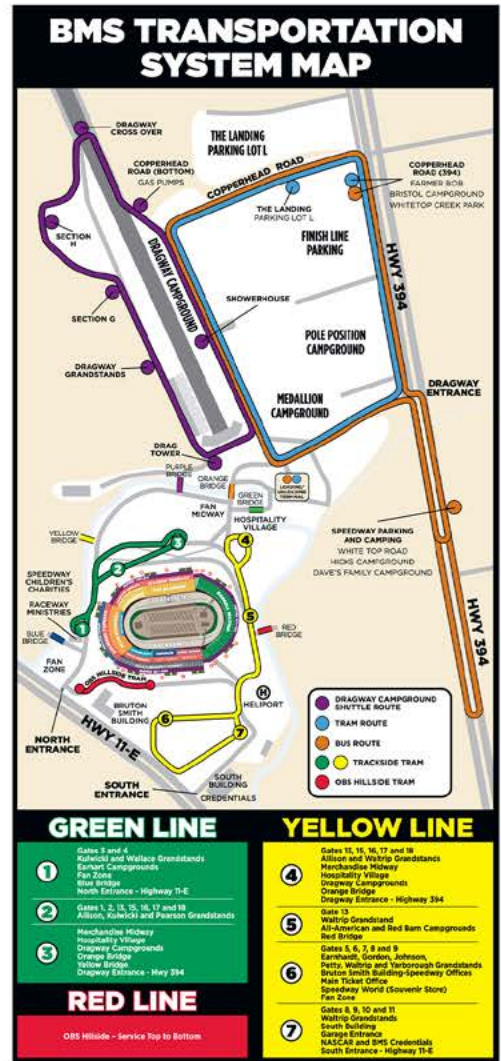 BMS TRANSPORTATION
SYSTEM MAP
DRAGWAY
CROSS OVER
THE LANDING
PARKING LOT L
COPPERHEAD
ROAD (BOTTOM)
GAS PUMPS
COPPERHEAD ROAD
COPPERHEAD
ROAD (394)
FARMER BOB
BRISTOL CAMPGROUND
WHITETOP CREEK PARK
THE LANDING
PARKING LOT L
FINISH LINE
PARKING
SECTION
H
DRAGWAY CAMPGROUND
HWY 394
SHOWERHOUSE
SECTION G
POLE POSITION
CAMPGROUND
DRAGWAY
GRANDSTANDS
DRAGWAY
ENTRANCE
MEDALLION
CAMPGROUND
DRAG
TOWER
PURPLE
BRIDGE
ORANGE
BRIDGE
LOADING/
UNLOADING
TERMINAL
GREEN
BRIDGE
FAN
MIDWAY
HOSPITALITY
VILLAGE
SPEEDWAY PARKING
AND CAMPING
WHITE TOP ROAD
HICKS CAMPGROUND
DAVE'S FAMILY CAMPGROUND
YELLOW
BRIDGE
3
4
2
SPEEDWAY
CHILDREN'S
CHARITIES
RACEWAY
MINISTRIES
1
5
BLUE
BRIDGE
RED
BRIDGE
FAN
ZONE
OBS HILLSIDE TRAM
HWY 394
H
HELIPORT
BRUTON
SMITH
BUILDING
NORTH
ENTRANCE
HWY 11-E
6
7
SOUTH
BUILDING
SOUTH
ENTRANCE
CREDENTIALS
DRAGWAY CAMPGROUND
SHUTTLE ROUTE
TRAM ROUTE
BUS ROUTE
TRACKSIDE TRAM
OBS HILLSIDE TRAM
GREEN LINE
1
Gates 3 and 4
Kulwicki and Wallace Grandstands
Earhart Campgrounds
Fan Zone
Blue Bridge
North Entrance - Highway 11-E
2
Gates 1, 2, 13, 15, 16, 17 and 18
Allison, Kulwicki and Pearson Grandstands
3
Merchandise Midway
Hospitality Village
Dragway Campgrounds
Orange Bridge
Yellow Bridge
Dragway Entrance - Hwy 394
RED LINE
OBS Hillside - Service Top to Bottom
YELLOW LINE
4
Gates 13, 15, 16, 17 and 18
Allison and Waltrip Grandstands
Merchandise Midway
Hospitality Village
Dragway Campgrounds
Orange Bridge
Dragway Entrance - Highway 394
5
Gate 13
Waltrip Grandstand
All-American and Red Barn Campgrounds
Red Bridge
6
Gates 5, 6, 7, 8 and 9
Earnhardt, Gordon, Johnson,
Petty, Waltrip and Yarborough Grandstands
Bruton Smith Building-Speedway Offices
Main Ticket Office
Speedway World (Souvenir Store)
Fan Zone
7
Gates 8, 9, 10 and 11
Waltrip Grandstands
South Building
Garage Entrance
NASCAR and BMS Credentials
South Entrance - Highway 11-E